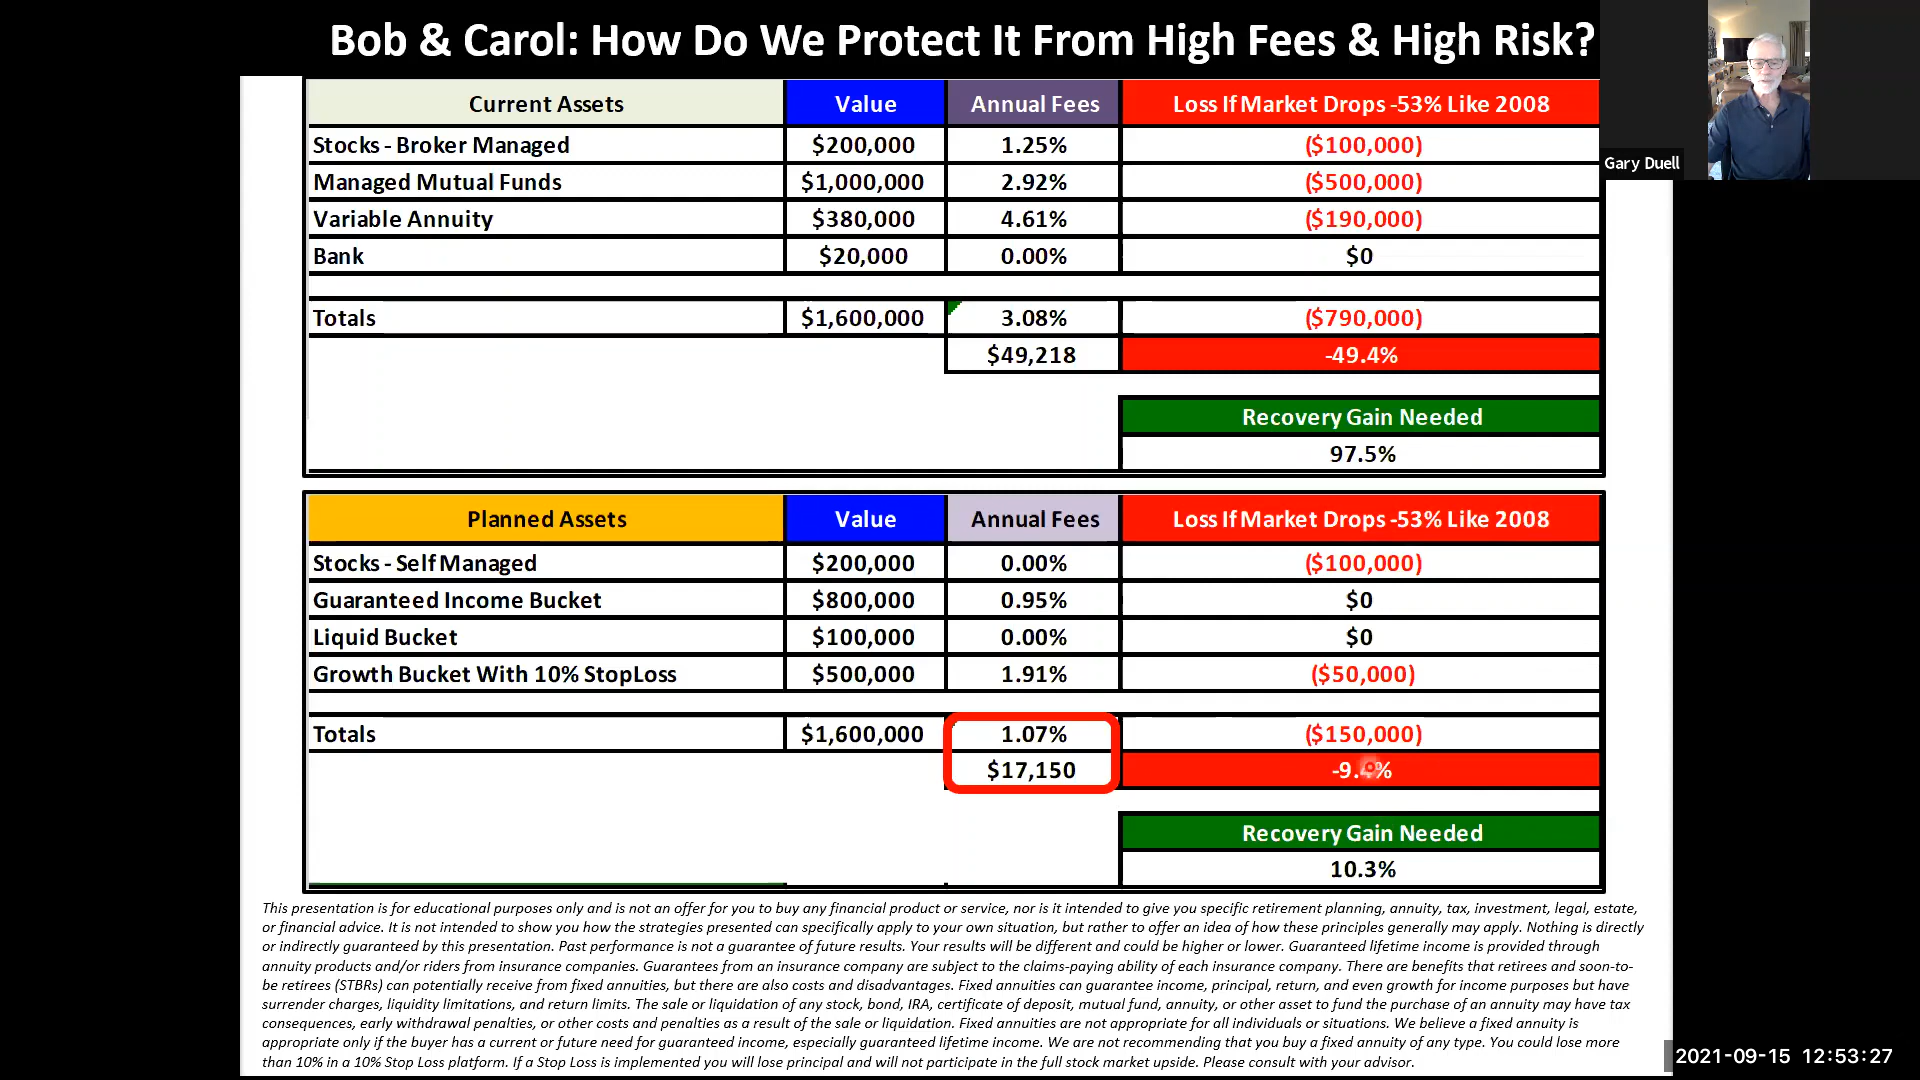 Bob & Carol: How Do We Protect It From High Fees & High Risk?
Gary Duell
Current Assets Value Annual Fees Loss If Market Drops -53% Like 2008
Stocks - Broker Managed $200,000 1.25% ($100,000)
Managed Mutual Funds $1,000,000 2.92% ($500,000)
Variable Annuity $380,000 4.61% ($190,000)
Bank $20,000 0.00% $0
Totals $1,600,000 3.08% ($790,000)
$49,218 -49.4%
Recovery Gain Needed
97.5%
Planned Assets Value Annual Fees Loss If Market Drops -53% Like 2008
Stocks - Self Managed $200,000 0.00% ($100,000)
Guaranteed Income Bucket $800,000 0.95% $0
Liquid Bucket $100,000 0.00% $0
Growth Bucket With 10% StopLoss $500,000 1.91% ($50,000)
Totals $1,600,000 1.07% ($150,000)
$17,150 -9.4%
Recovery Gain Needed
10.3%
This presentation is for educational purposes only and is not an offer for you to buy any financial product or service, nor is it intended to give you specific retirement planning, annuity, tax, investment, legal, estate,
or financial advice. It is not intended to show you how the strategies presented can specifically apply to your own situation, but rather to offer an idea of how these principles generally may apply. Nothing is directly
or indirectly guaranteed by this presentation. Past performance is not a guarantee of future results. Your results will be different and could be higher or lower. Guaranteed lifetime income is provided through
annuity products and/or riders from insurance companies. Guarantees from an insurance company are subject to the claims-paying ability of each insurance company. There are benefits that retirees and soon-to-
be retirees (STBRs) can potentially receive from fixed annuities, but there are also costs and disadvantages. Fixed annuities can guarantee income, principal, return, and even growth for income purposes but have
surrender charges, liquidity limitations, and return limits. The sale or liquidation of any stock, bond, IRA, certificate of deposit, mutual fund, annuity, or other asset to fund the purchase of an annuity may have tax
consequences, early withdrawal penalties, or other costs and penalties as a result of the sale or liquidation. Fixed annuities are not appropriate for all individuals or situations. We believe a fixed annuity is
appropriate only if the buyer has a current or future need for guaranteed income, especially guaranteed lifetime income. We are not recommending that you buy a fixed annuity of any type. You could lose more
than 10% in a 10% Stop Loss platform. If a Stop Loss is implemented you will lose principal and will not participate in the full stock market upside. Please consult with your advisor.
2021-09-15 12:53:27